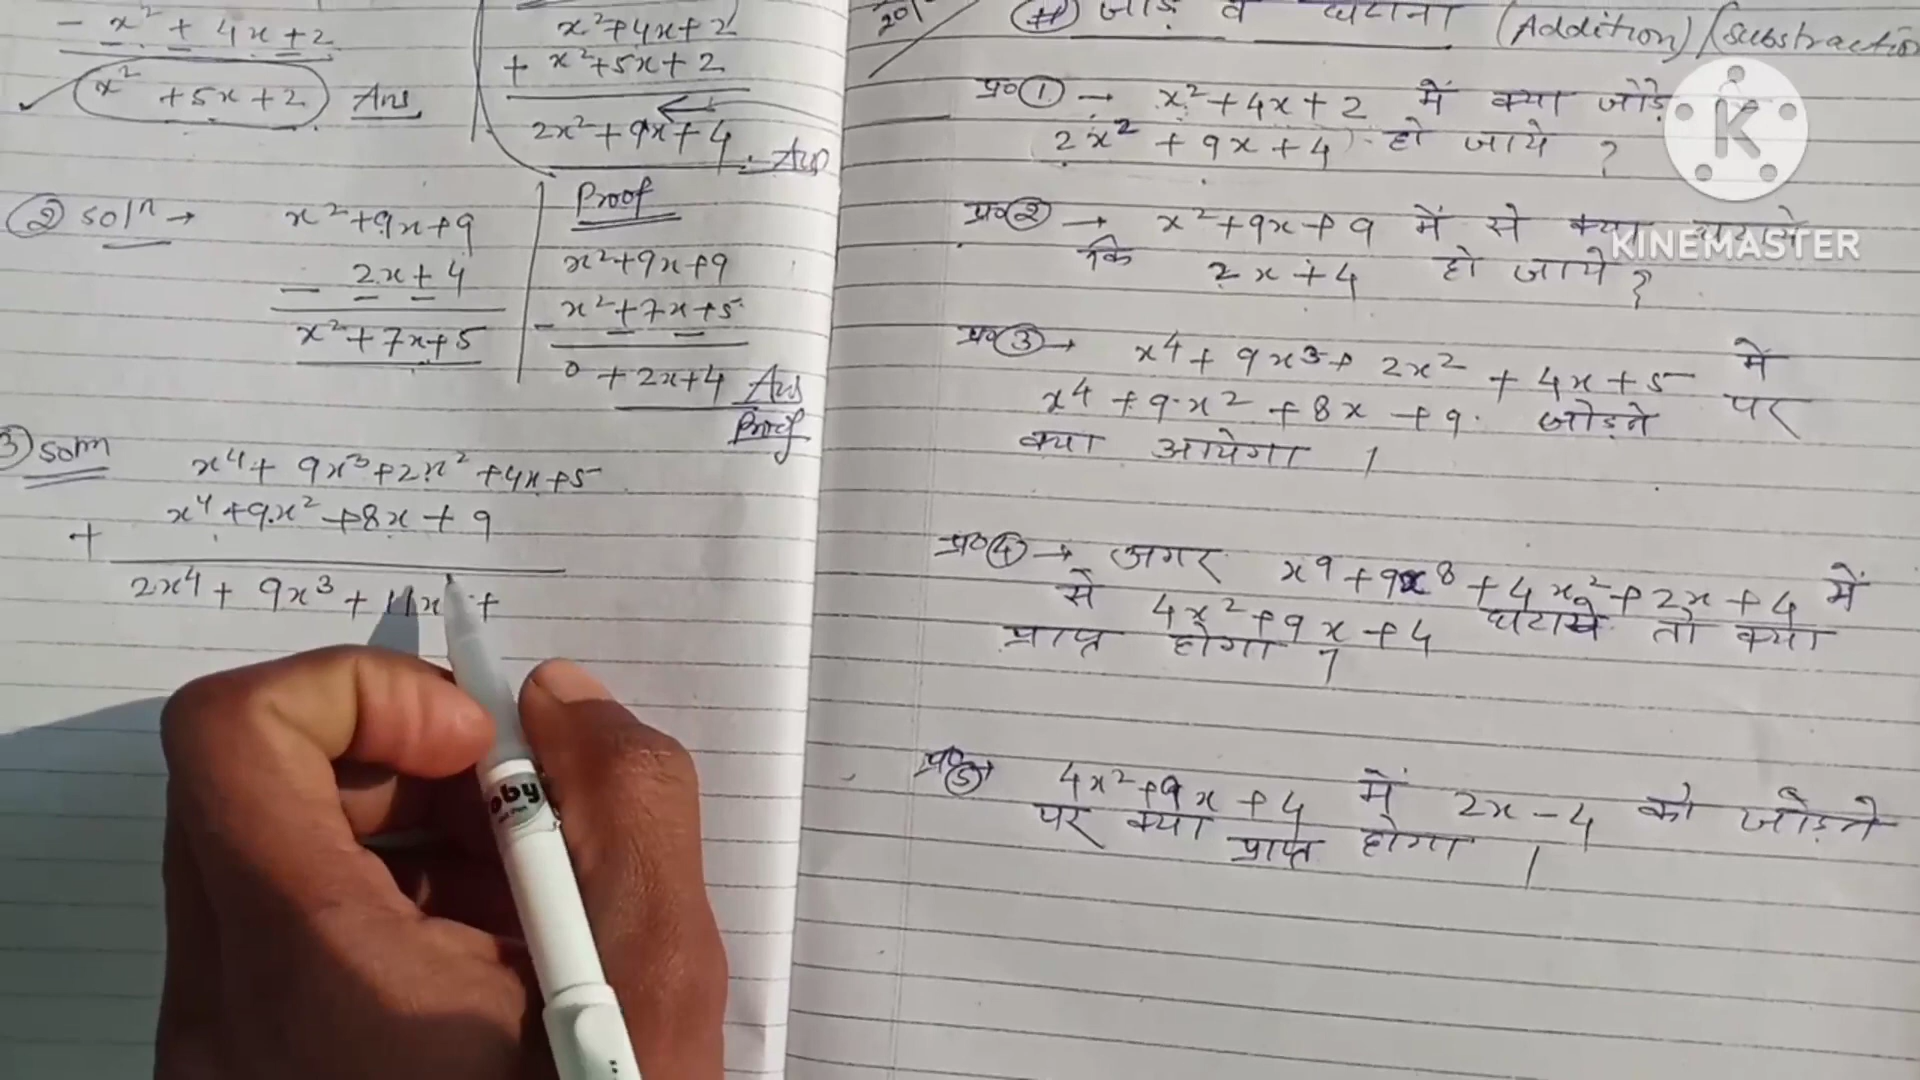 - x² + 4x + 2
x² + 5x + 2 Ans
x² + 4x + 2
+ x² + 5x + 2
2x² + 9x + 4
Ans
② soln → x² + 9x + 9
- 2x + 4
x² + 7x + 5
Proof
x² + 9x + 9
- x² + 7x + 5
0 + 2x + 4 Ans
Proof
③ soln
x⁴ + 9x³ + 2x² + 4x + 5
+ x⁴ + 9x² + 8x + 9
2x⁴ + 9x³ + 11x +
oby
# जोड़ व घटाना (Addition) / (Substraction
प्र० ① → x² + 4x + 2 में क्या जोड़े
2x² + 9x + 4 हो जाये ?
प्र० ② → x² + 9x + 9 में से क्या
कि 2x + 4 हो जाये ?
प्र० ③ → x⁴ + 9x³ + 2x² + 4x + 5 में
x⁴ + 9x² + 8x + 9 जोड़ने पर
क्या आयेगा ।
प्र० ④ → अगर x⁹ + 9x⁸ + 4x² + 2x + 4 में
से 4x² + 9x + 4 घटाये तो क्या
प्राप्त होगा ?
प्र० ⑤ → 4x² + 9x + 4 में 2x - 4 को जोड़ने
पर क्या प्राप्त होगा ।
K
KINEMASTER